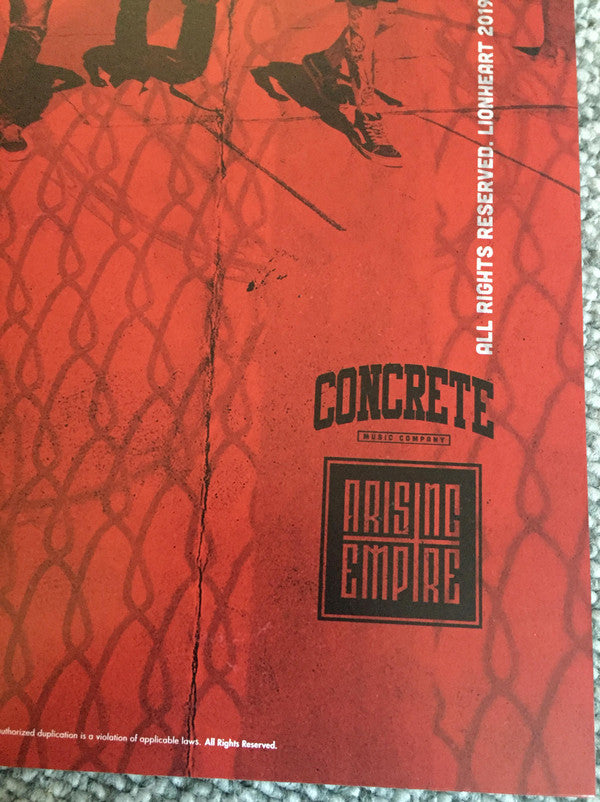 ALL RIGHTS RESERVED. LIONHEART 2019
CONCRETE
MUSIC COMPANY
ARISING
EMPIRE
duplication is a violation of applicable laws. All Rights Reserved.